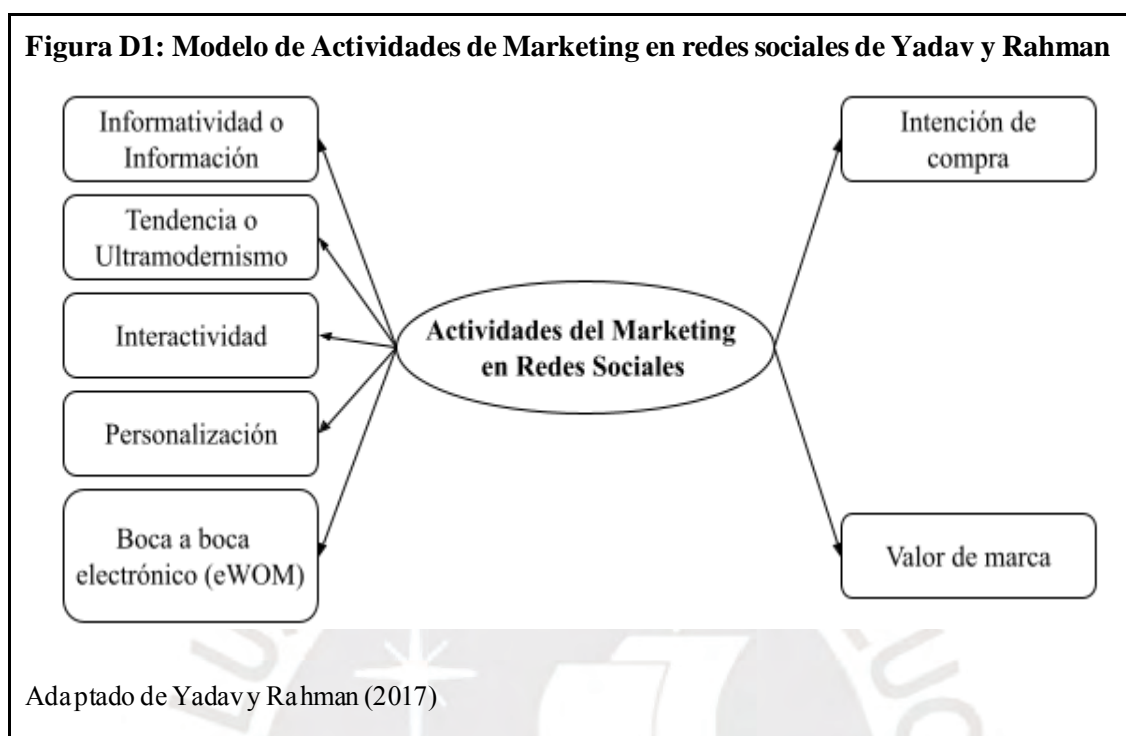 Figura D1: Modelo de Actividades de Marketing en redes sociales de Yadav y Rahman
Informatividad o
Información
Tendencia o
Ultramodernismo
Interactividad
Personalización
Boca a boca
electrónico (eWOM)
Actividades del Marketing
en Redes Sociales
Intención de
compra
Valor de marca
Adaptado de Yadav y Rahman (2017)